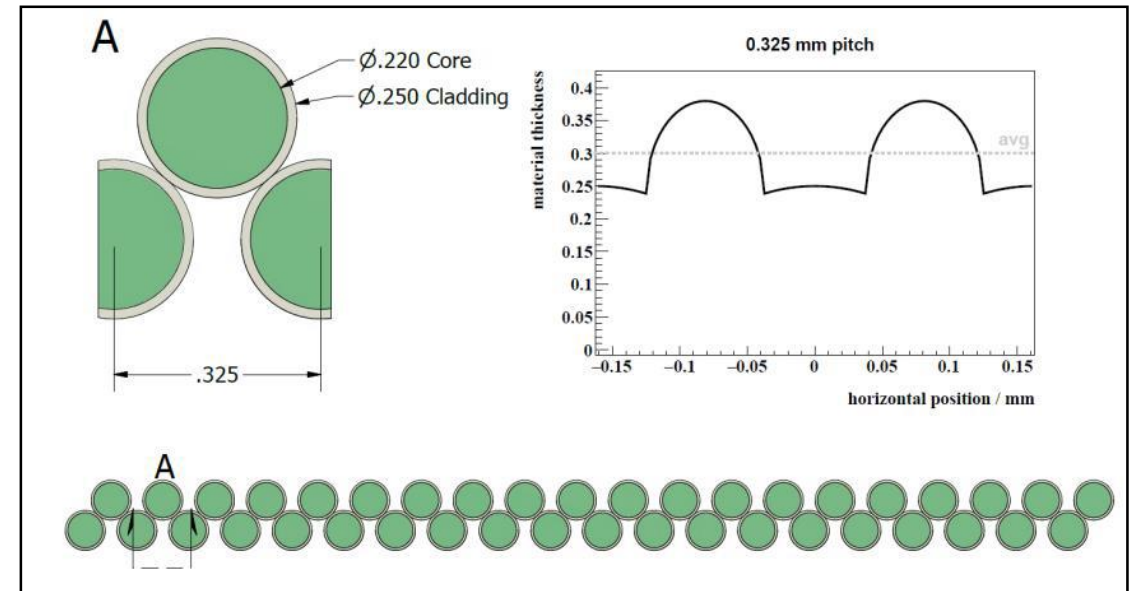 A
Ø.220 Core
Ø.250 Cladding
.325
0.325 mm pitch
material thickness
0.4
0.35
0.3
0.25
0.2
0.15
0.1
0.05
0
avg
−0.15 −0.1 −0.05 0 0.05 0.1 0.15
horizontal position / mm
A